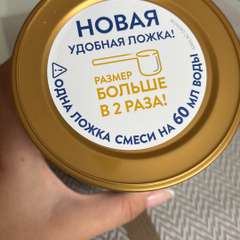 НОВАЯ
УДОБНАЯ ЛОЖКА!
РАЗМЕР
БОЛЬШЕ
В 2 РАЗА!
ОДНА ЛОЖКА СМЕСИ НА 60 МЛ ВОДЫ